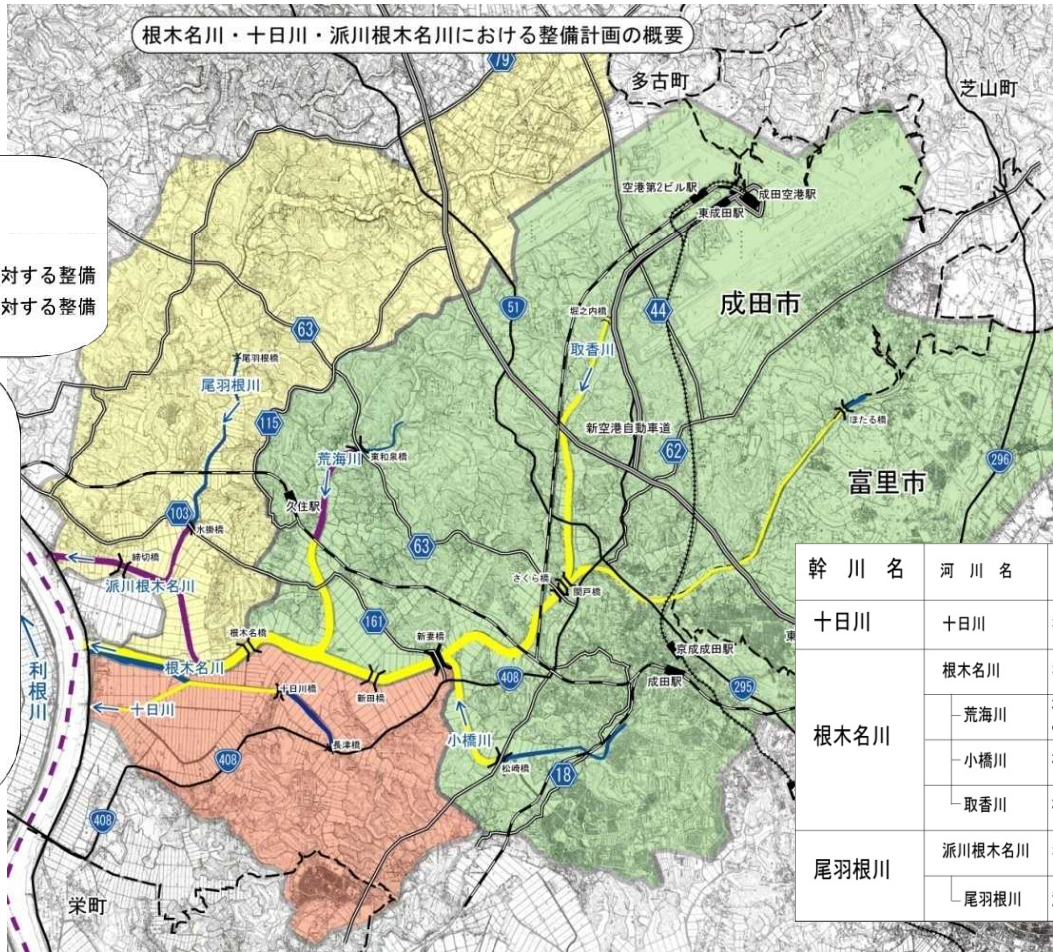 根木名川・十日川・派川根木名川における整備計画の概要
79
多古町
芝山町
空港第2ビル駅
成田空港駅
東成田駅
対する整備
対する整備
51
44
成田市
堀之内橋
63
取香川
尾羽根橋
尾羽根川
115
新空港自動車道
ほたる橋
荒海川
東和泉橋
62
296
富里市
久住駅
103
水掛橋
63
締切橋
派川根木名川
さくら橋
関戸橋
161
根木名橋
新妻橋
京成成田駅
利根川
根木名川
成田駅
295
408
十日川橋
新田橋
十日川
小橋川
長津橋
408
松崎橋
18
408
栄町
幹川名
河川名
十日川
十日川
根木名川
根木名川
荒海川
小橋川
取香川
尾羽根川
派川根木名川
尾羽根川